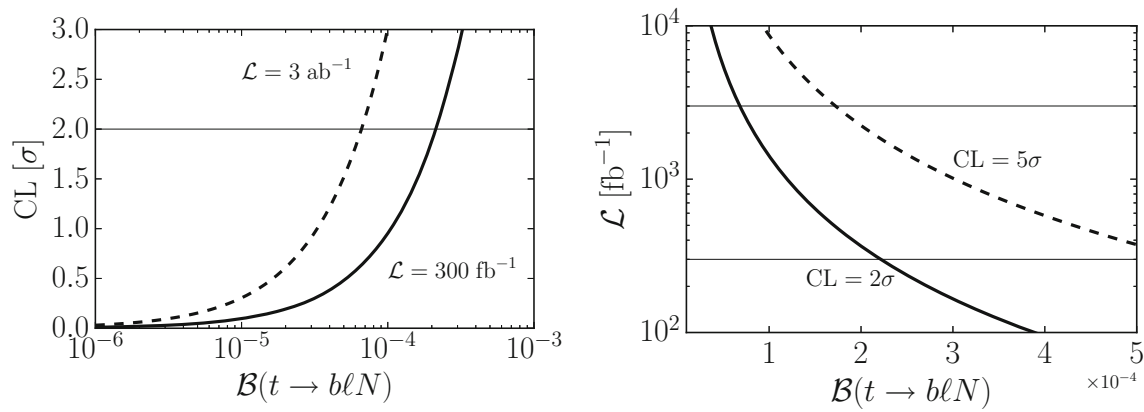 3.0
2.5
2.0
1.5
1.0
0.5
0.0
CL [σ]
ℒ = 3 ab⁻¹
ℒ = 300 fb⁻¹
10⁻⁶ 10⁻⁵ 10⁻⁴ 10⁻³
ℬ(t → bℓN)
10⁴
10³
10²
ℒ [fb⁻¹]
CL = 5σ
CL = 2σ
1 2 3 4 5
×10⁻⁴
ℬ(t → bℓN)